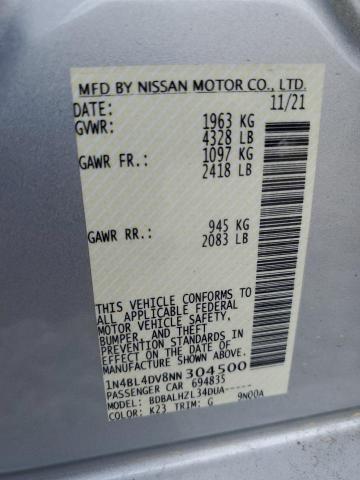 MFD BY NISSAN MOTOR CO., LTD.
DATE: 11/21
GVWR: 1963 KG
4328 LB
GAWR FR.: 1097 KG
2418 LB
GAWR RR.: 945 KG
2083 LB
THIS VEHICLE CONFORMS TO
ALL APPLICABLE FEDERAL
MOTOR VEHICLE SAFETY,
BUMPER, AND THEFT
PREVENTION STANDARDS IN
EFFECT ON THE DATE OF
MANUFACTURE SHOWN ABOVE.
1N4BL4DV8NN304500
PASSENGER CAR 694835
MODEL: BDBALHZL34DUA-----
COLOR: K23 TRIM: G 9N00A